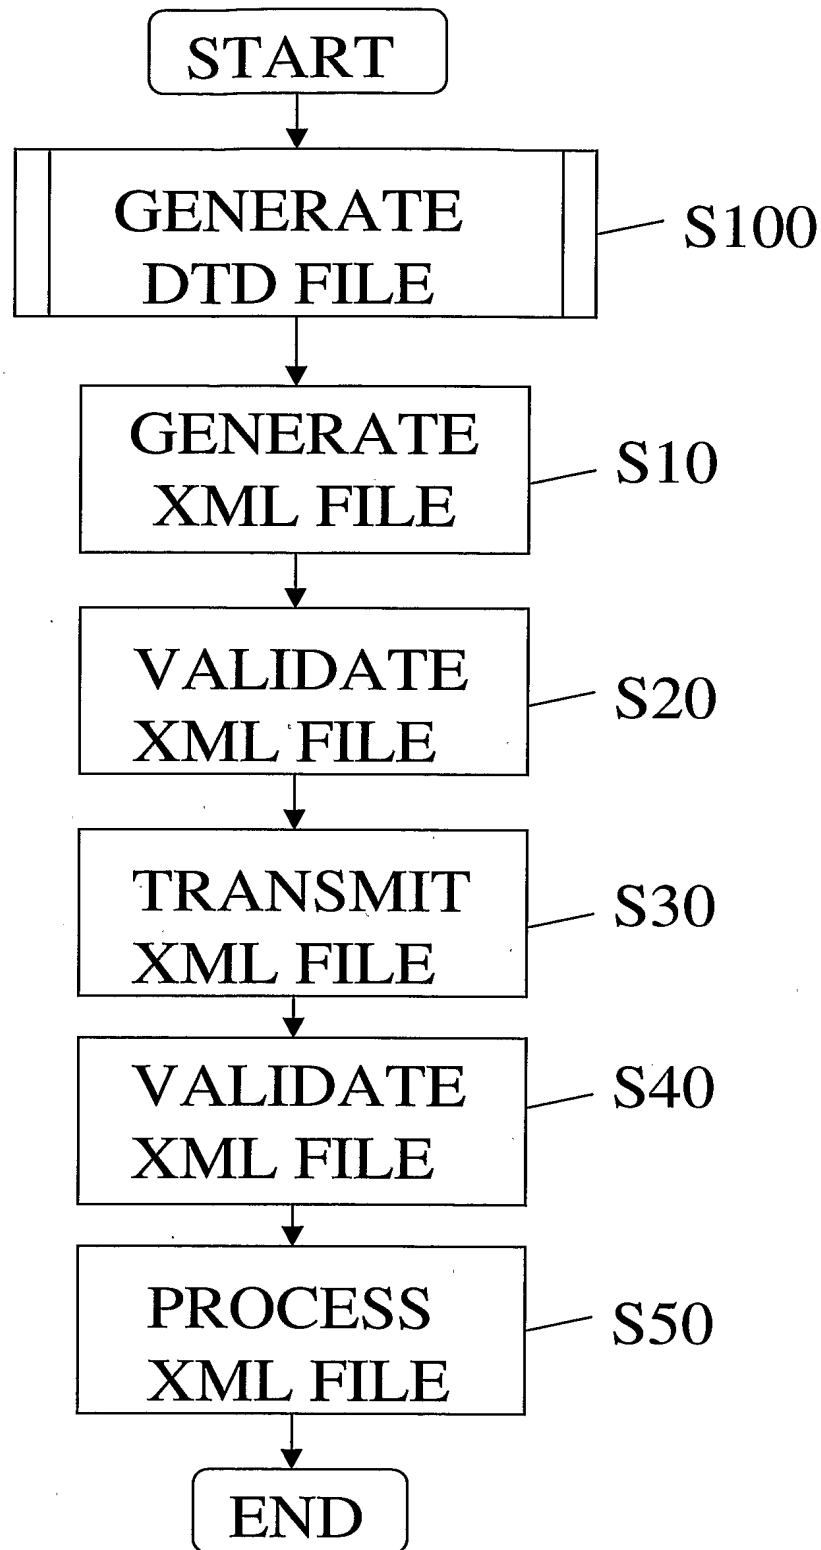 START
GENERATE
DTD FILE
S100
GENERATE
XML FILE
S10
VALIDATE
XML FILE
S20
TRANSMIT
XML FILE
S30
VALIDATE
XML FILE
S40
PROCESS
XML FILE
S50
END